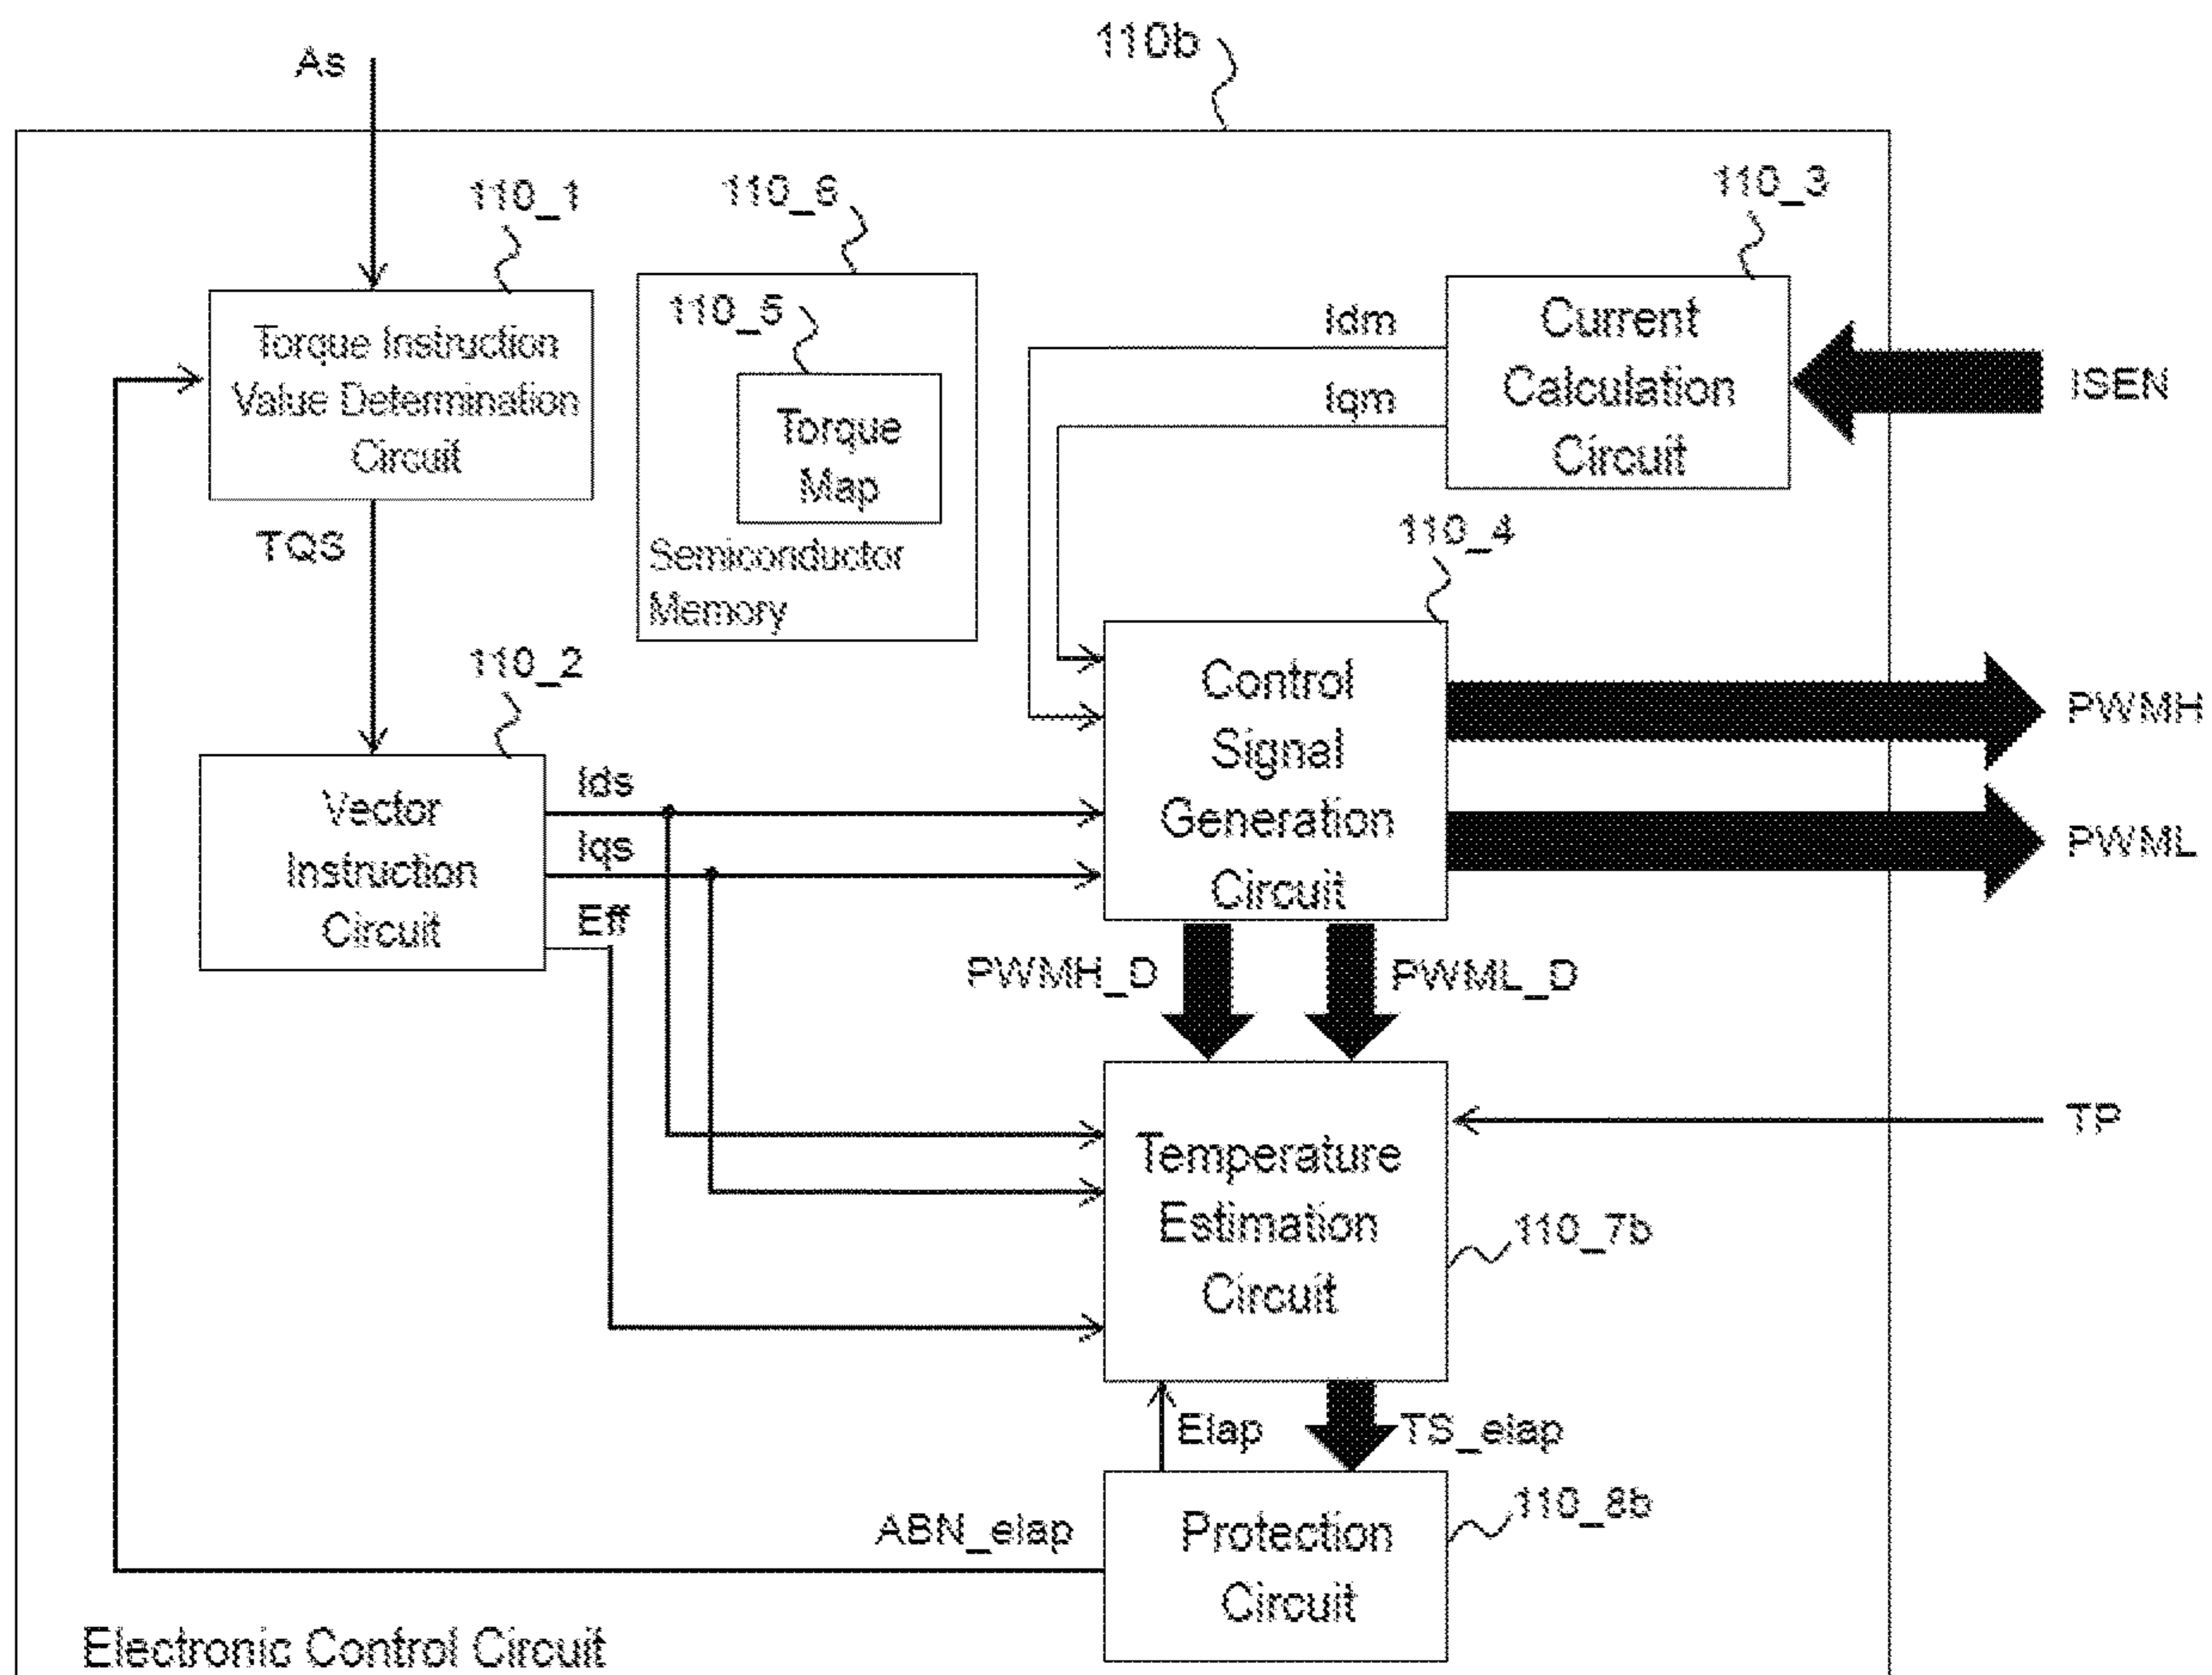 110b
As
110_1
110_6
110_3
Torque Instruction
Value Determination
Circuit
110_5
Torque
Map
Semiconductor
Memory
Idm
Iqm
Current
Calculation
Circuit
ISEN
TQS
110_4
110_2
Vector
Instruction
Circuit
Ids
Iqs
Eff
Control
Signal
Generation
Circuit
PWMH
PWML
PWMH_D
PWML_D
TP
Temperature
Estimation
Circuit
110_7b
Elap
TS_elap
ABN_elap
Protection
Circuit
110_8b
Electronic Control Circuit